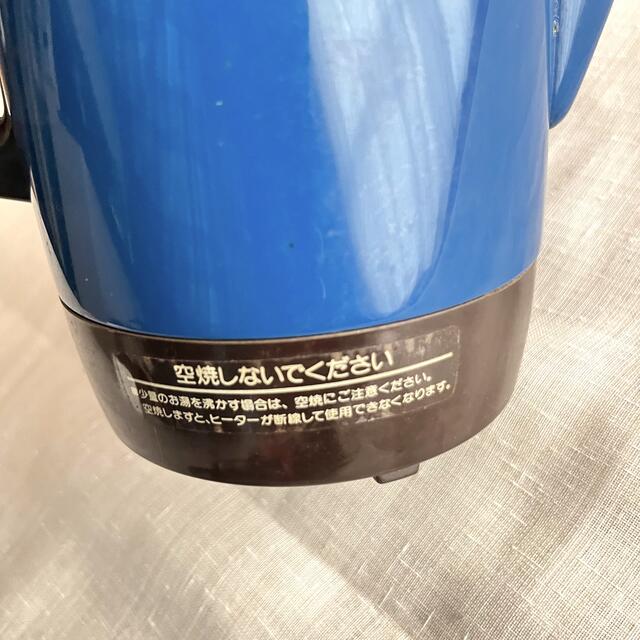 空焼しないでください
●少量のお湯を沸かす場合は、空焼にご注意ください。
空焼しますと、ヒーターが断線して使用できなくなります。